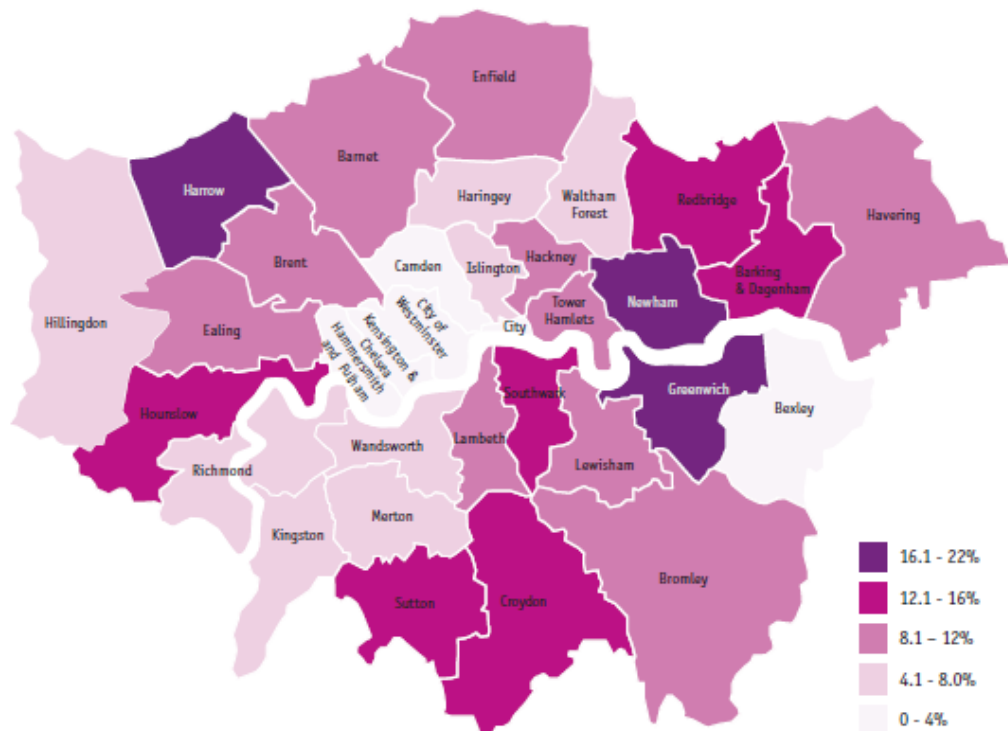 Enfield
Barnet
Harrow
Haringey
Waltham
Forest
Redbridge
Havering
Brent
Camden
Islington
Hackney
Barking
& Dagenham
Newham
Tower
Hamlets
Hillingdon
Ealing
City of
Westminster
Kensington &
Chelsea
Hammersmith
and Fulham
City
Hounslow
Southwark
Greenwich
Bexley
Richmond
Wandsworth
Lambeth
Lewisham
Kingston
Merton
Sutton
Croydon
Bromley
16.1 - 22%
12.1 - 16%
8.1 – 12%
4.1 - 8.0%
0 - 4%